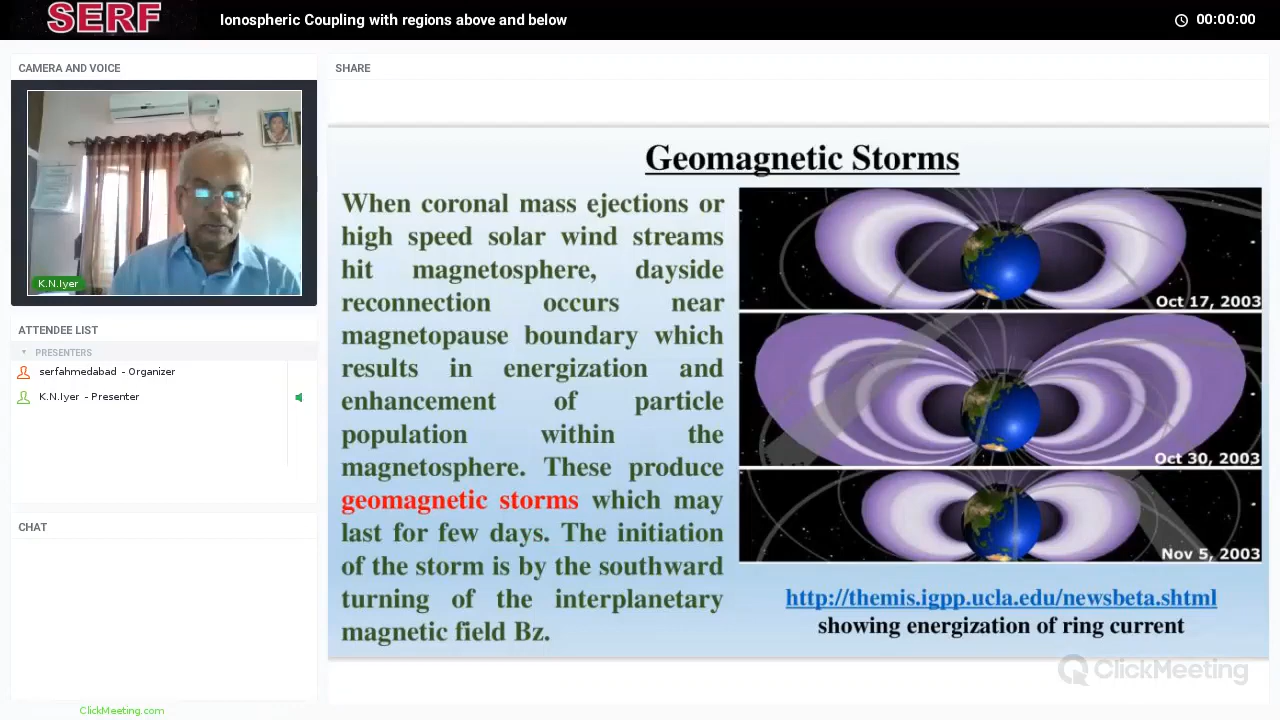 SERF
Ionospheric Coupling with regions above and below
00:00:00
CAMERA AND VOICE
K.N.Iyer
ATTENDEE LIST
PRESENTERS
serfahmedabad - Organizer
K.N.Iyer - Presenter
CHAT
ClickMeeting.com
SHARE
Geomagnetic Storms
When coronal mass ejections or
high speed solar wind streams
hit magnetosphere, dayside
reconnection occurs near
magnetopause boundary which
results in energization and
enhancement of particle
population within the
magnetosphere. These produce
geomagnetic storms which may
last for few days. The initiation
of the storm is by the southward
turning of the interplanetary
magnetic field Bz.
Oct 17, 2003
Oct 30, 2003
Nov 5, 2003
http://themis.igpp.ucla.edu/newsbeta.shtml
showing energization of ring current
ClickMeeting